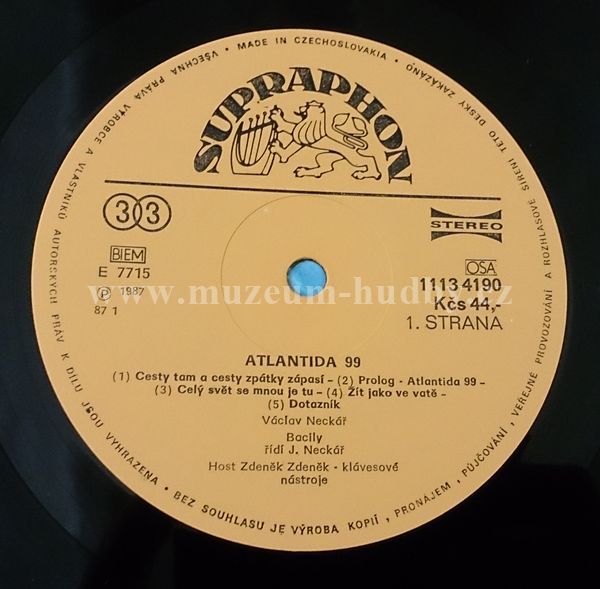 • MADE IN CZECHOSLOVAKIA •
VŠECHNA PRÁVA VÝROBCE A VLASTNÍKŮ AUTORSKÝCH PRÁV K DÍLU JSOU VYHRAZENA • BEZ SOUHLASU JE VÝROBA KOPIÍ, PRONÁJEM, PŮJČOVÁNÍ, VEŘEJNÉ PROVOZOVÁNÍ A ROZHLASOVÉ ŠÍŘENÍ TÉTO DESKY ZAKÁZÁNO
SUPRAPHON
33
STEREO
BIEM
E 7715
Ⓟ 1987
87 1
OSA
1113 4190
Kčs 44,-
1. STRANA
www.muzeum-hudby.cz
ATLANTIDA 99
(1) Cesty tam a cesty zpátky zápasí – (2) Prolog - Atlantida 99 –
(3) Celý svět se mnou je tu – (4) Žít jako ve vatě –
(5) Dotazník
Václav Neckář
Bacily
řídí J. Neckář
Host Zdeněk Zdeněk - klávesové
nástroje